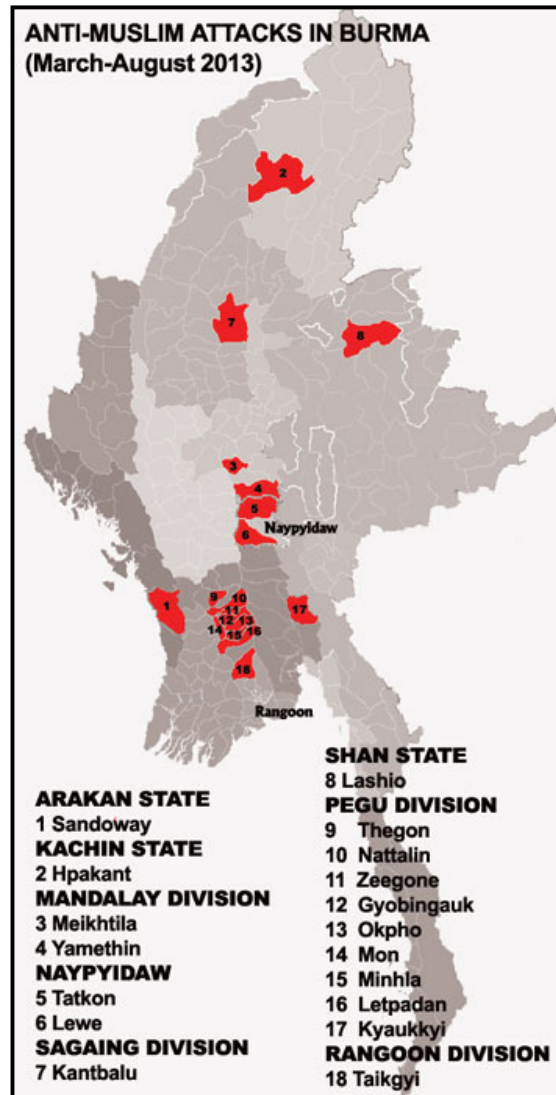 ANTI-MUSLIM ATTACKS IN BURMA
(March-August 2013)
2
7
8
3
4
5
Naypyidaw
6
1
9
10
11
12
13
14
15
16
17
18
Rangoon
ARAKAN STATE
1 Sandoway
KACHIN STATE
2 Hpakant
MANDALAY DIVISION
3 Meikhtila
4 Yamethin
NAYPYIDAW
5 Tatkon
6 Lewe
SAGAING DIVISION
7 Kantbalu
SHAN STATE
8 Lashio
PEGU DIVISION
9 Thegon
10 Nattalin
11 Zeegone
12 Gyobingauk
13 Okpho
14 Mon
15 Minhla
16 Letpadan
17 Kyaukkyi
RANGOON DIVISION
18 Taikgyi